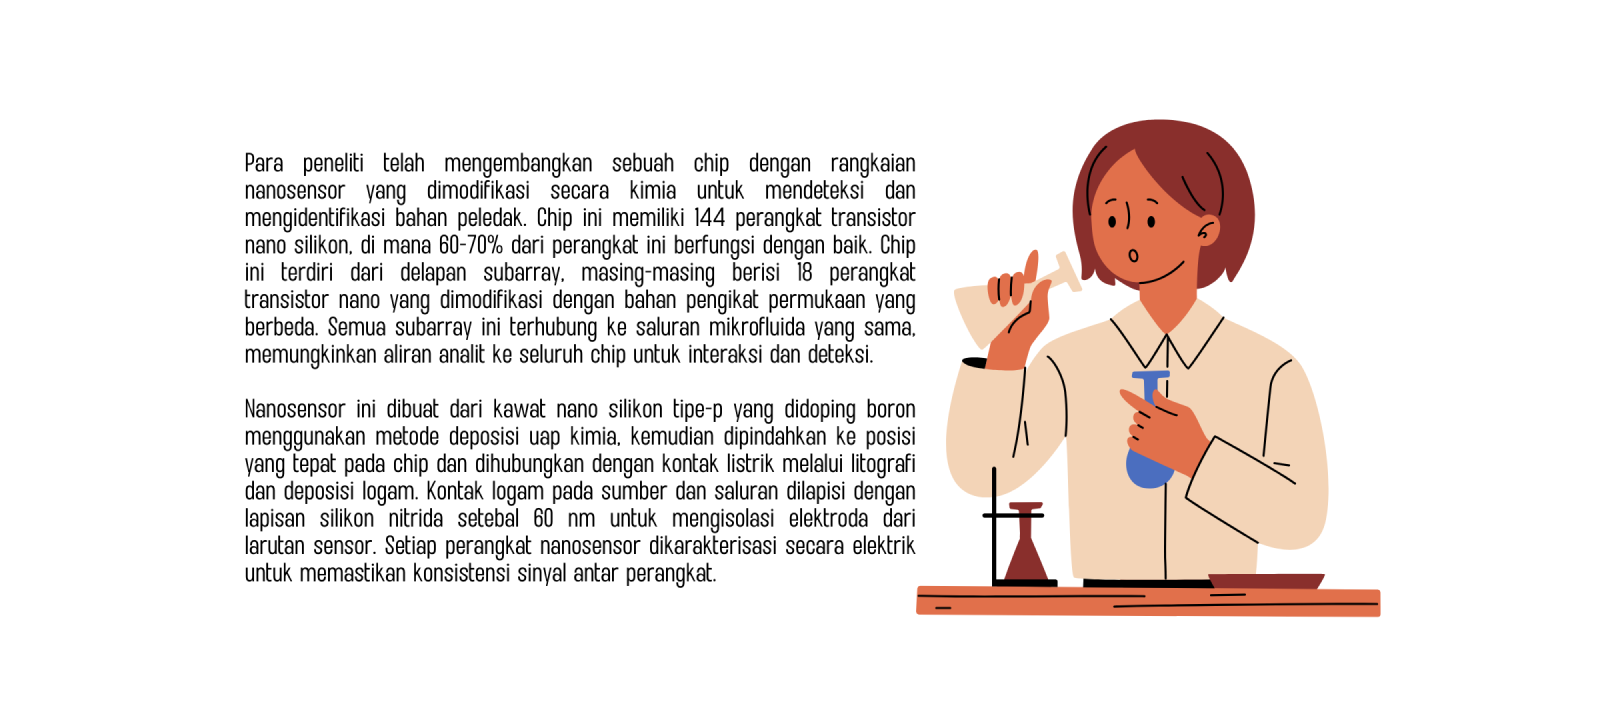 Para peneliti telah mengembangkan sebuah chip dengan rangkaian
nanosensor yang dimodifikasi secara kimia untuk mendeteksi dan
mengidentifikasi bahan peledak. Chip ini memiliki 144 perangkat transistor
nano silikon, di mana 60-70% dari perangkat ini berfungsi dengan baik. Chip
ini terdiri dari delapan subarray, masing-masing berisi 18 perangkat
transistor nano yang dimodifikasi dengan bahan pengikat permukaan yang
berbeda. Semua subarray ini terhubung ke saluran mikrofluida yang sama,
memungkinkan aliran analit ke seluruh chip untuk interaksi dan deteksi.
Nanosensor ini dibuat dari kawat nano silikon tipe-p yang didoping boron
menggunakan metode deposisi uap kimia, kemudian dipindahkan ke posisi
yang tepat pada chip dan dihubungkan dengan kontak listrik melalui litografi
dan deposisi logam. Kontak logam pada sumber dan saluran dilapisi dengan
lapisan silikon nitrida setebal 60 nm untuk mengisolasi elektroda dari
larutan sensor. Setiap perangkat nanosensor dikarakterisasi secara elektrik
untuk memastikan konsistensi sinyal antar perangkat.